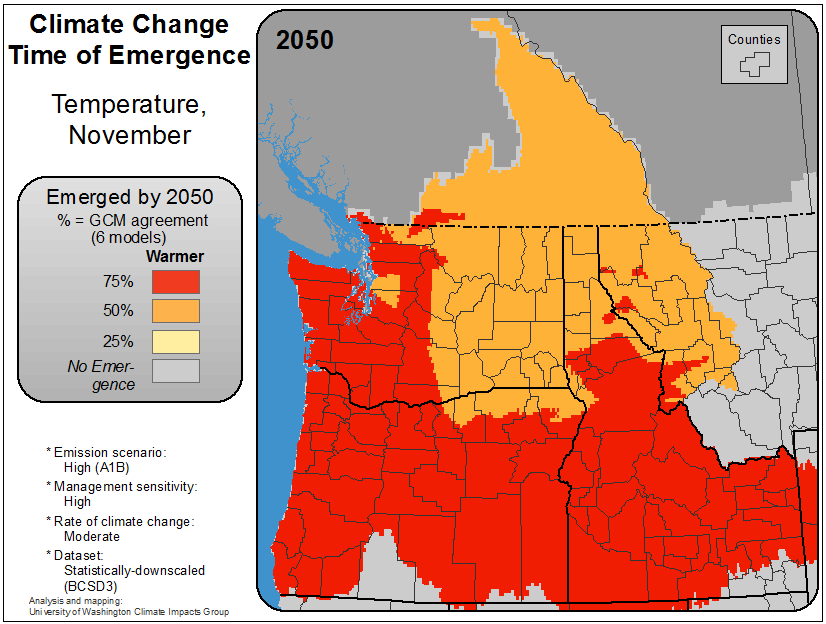 Climate Change
Time of Emergence
Temperature,
November
Emerged by 2050
% = GCM agreement
(6 models)
Warmer
75%
50%
25%
No Emer-
gence
* Emission scenario:
High (A1B)
* Management sensitivity:
High
* Rate of climate change:
Moderate
* Dataset:
Statistically-downscaled
(BCSD3)
Analysis and mapping:
University of Washington Climate Impacts Group
2050
Counties